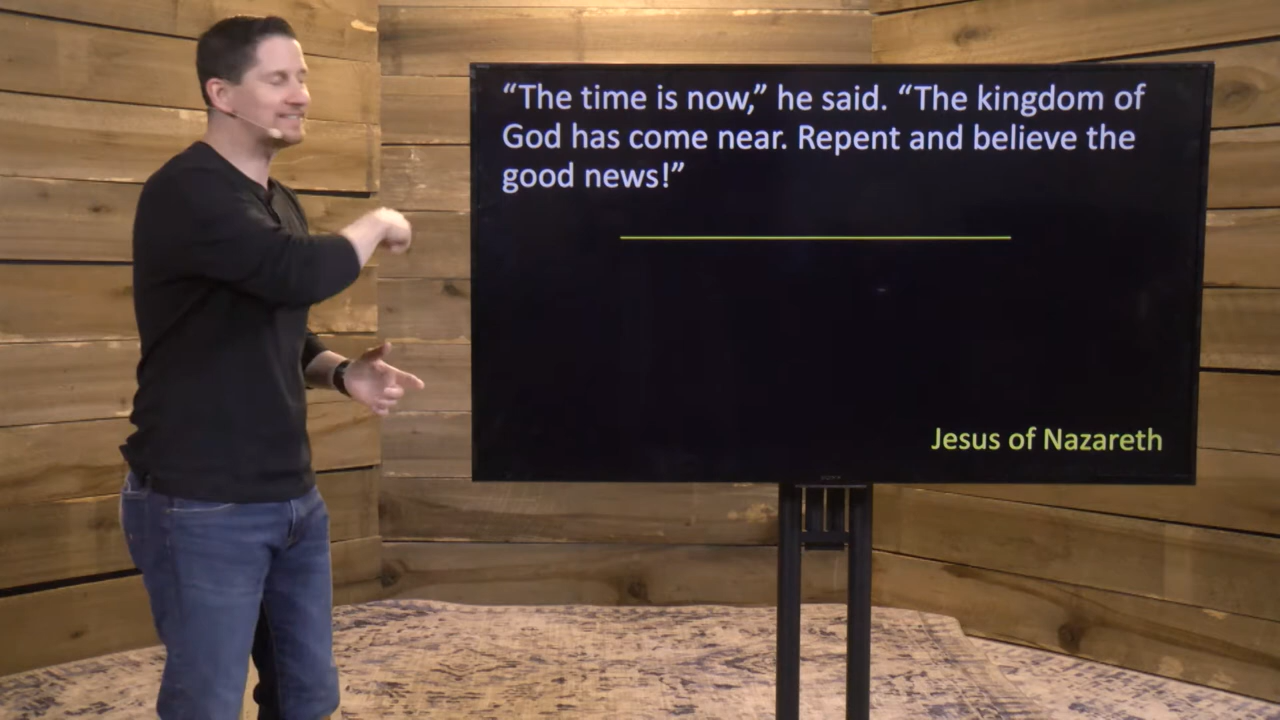 “The time is now,” he said. “The kingdom of
God has come near. Repent and believe the
good news!”
Jesus of Nazareth
SONY